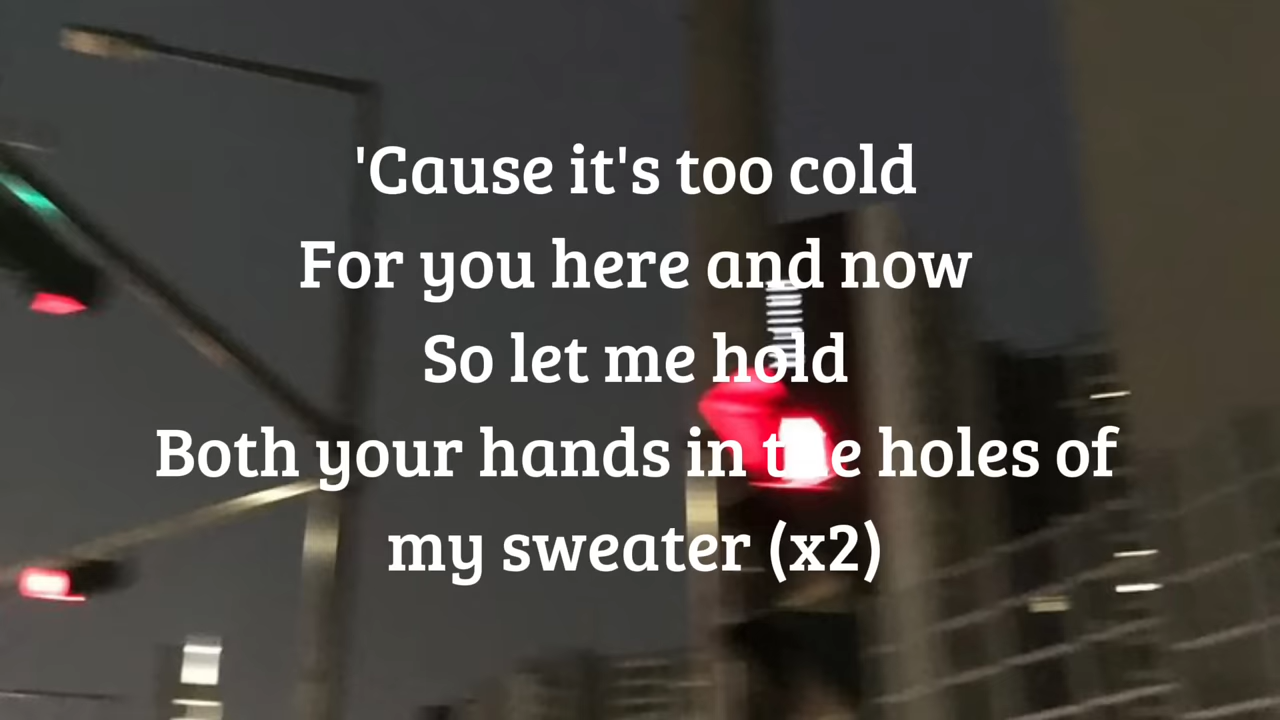 'Cause it's too cold
For you here and now
So let me hold
Both your hands in the holes of
my sweater (x2)